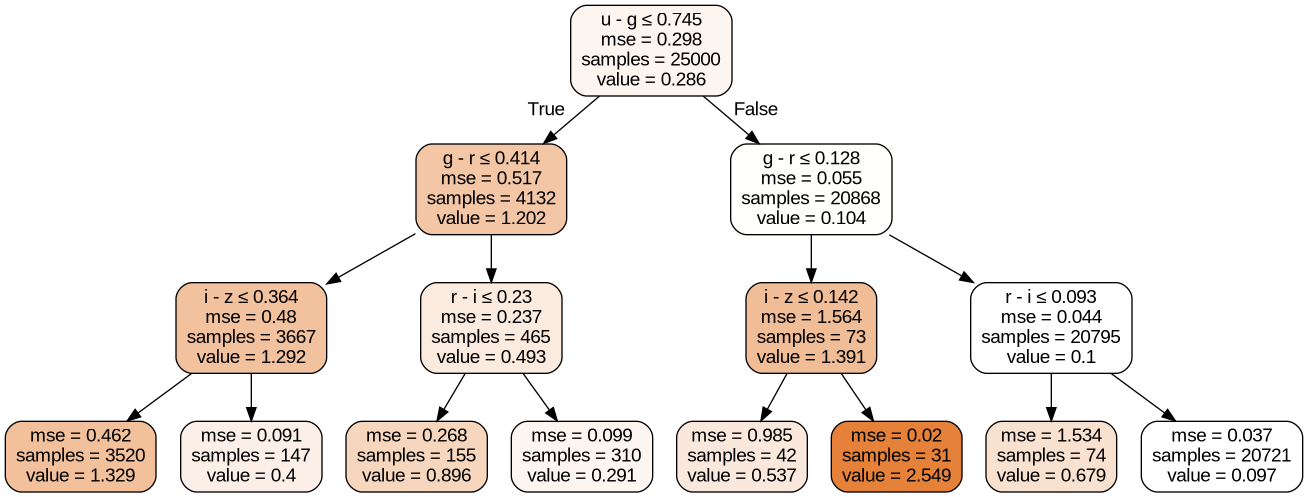 u - g ≤ 0.745
mse = 0.298
samples = 25000
value = 0.286
True
False
g - r ≤ 0.414
mse = 0.517
samples = 4132
value = 1.202
g - r ≤ 0.128
mse = 0.055
samples = 20868
value = 0.104
i - z ≤ 0.364
mse = 0.48
samples = 3667
value = 1.292
r - i ≤ 0.23
mse = 0.237
samples = 465
value = 0.493
i - z ≤ 0.142
mse = 1.564
samples = 73
value = 1.391
r - i ≤ 0.093
mse = 0.044
samples = 20795
value = 0.1
mse = 0.462
samples = 3520
value = 1.329
mse = 0.091
samples = 147
value = 0.4
mse = 0.268
samples = 155
value = 0.896
mse = 0.099
samples = 310
value = 0.291
mse = 0.985
samples = 42
value = 0.537
mse = 0.02
samples = 31
value = 2.549
mse = 1.534
samples = 74
value = 0.679
mse = 0.037
samples = 20721
value = 0.097